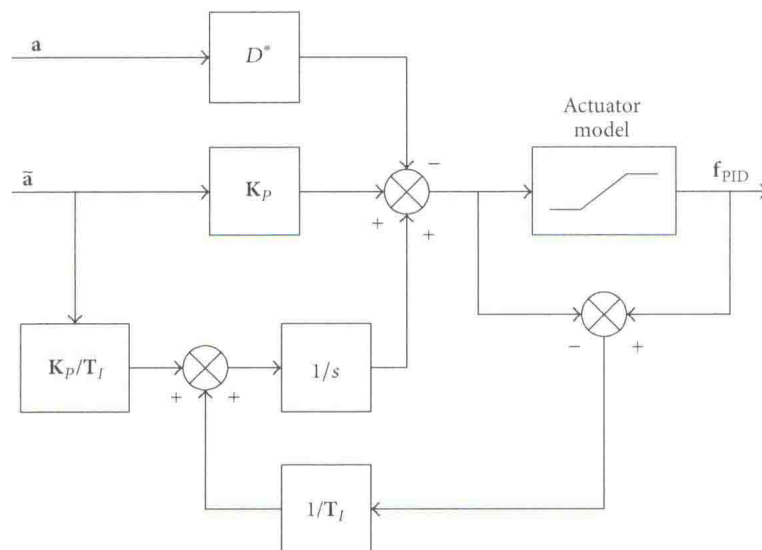 a
D*
Actuator
model
ã
K_P
−
+
+
f_PID
−
+
K_P/T_I
+
+
1/s
1/T_I